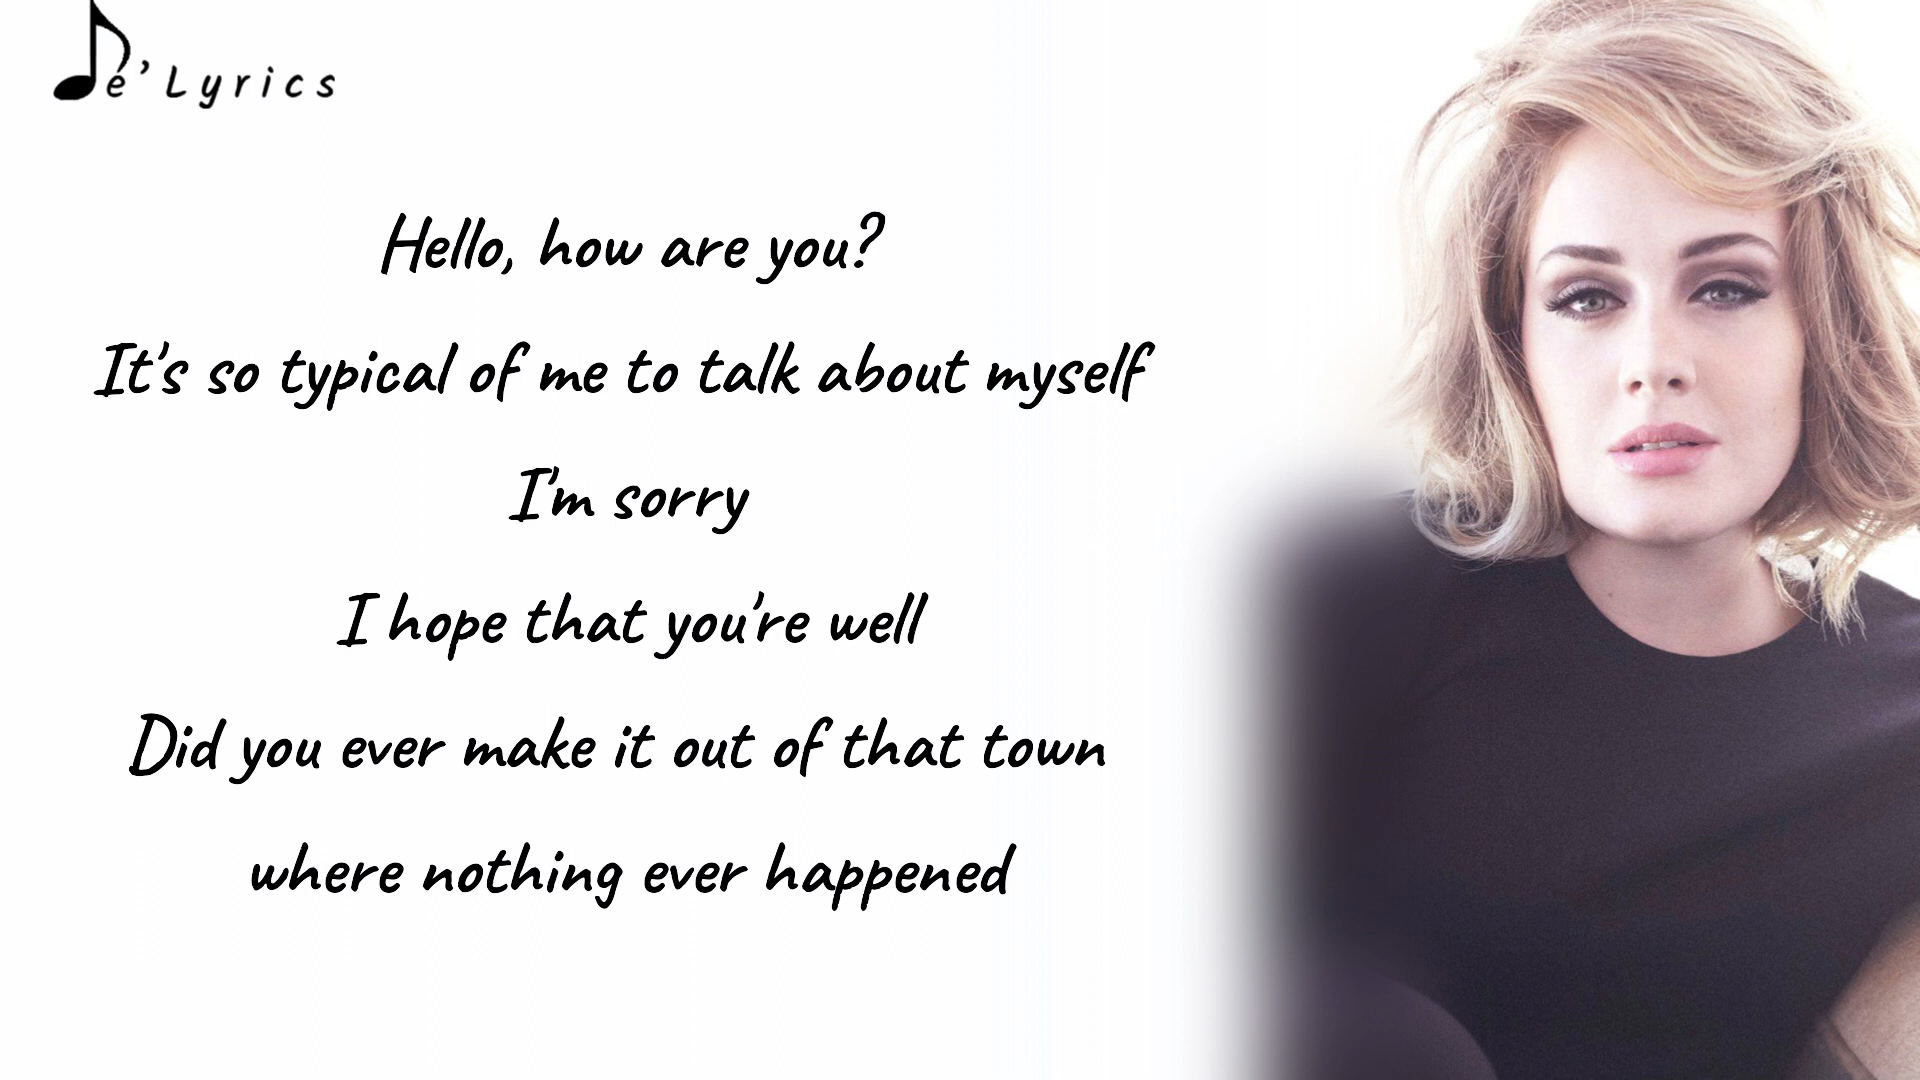 é'Lyrics
Hello, how are you?
It's so typical of me to talk about myself
I'm sorry
I hope that you're well
Did you ever make it out of that town
where nothing ever happened